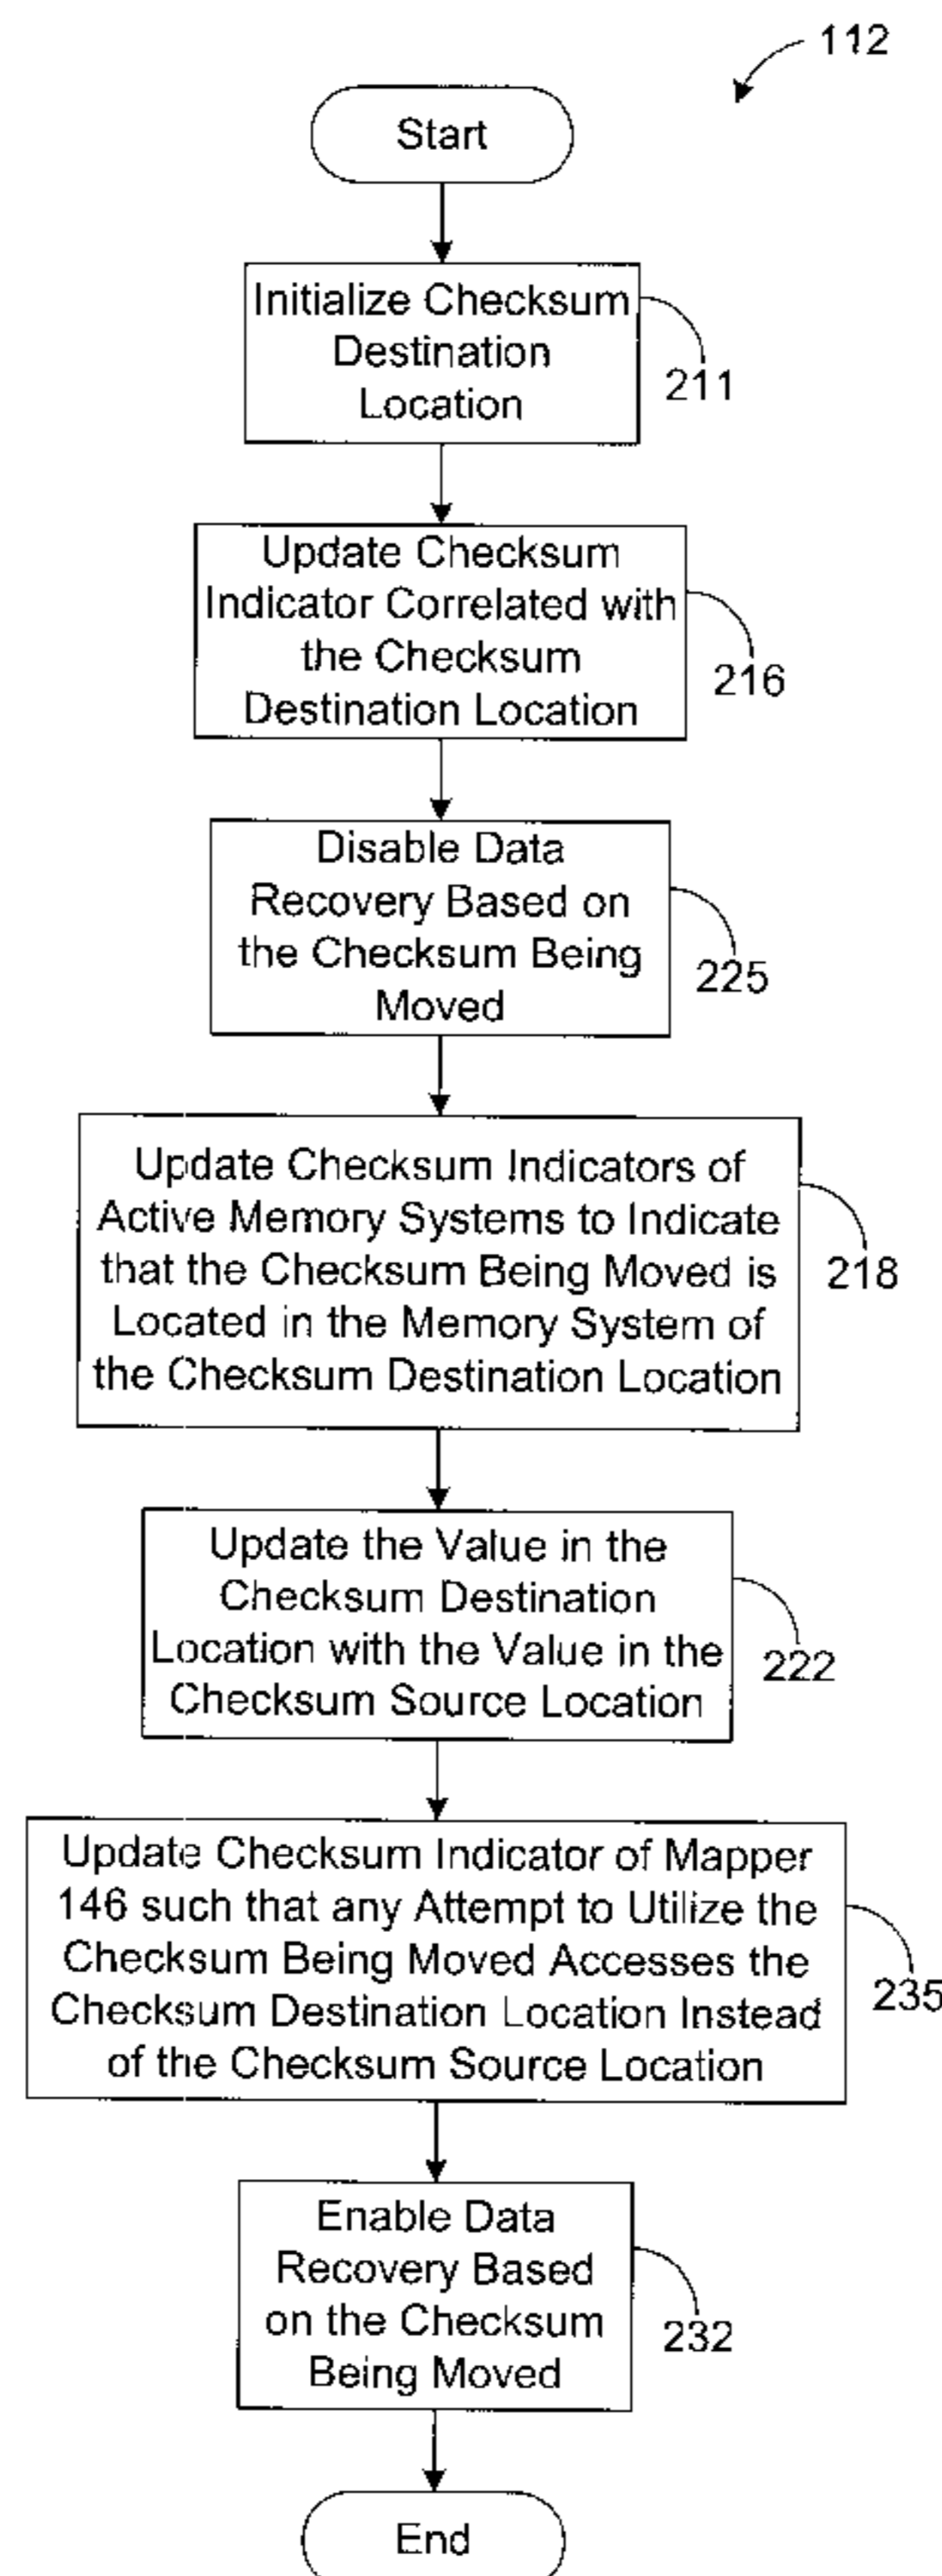 112
Start
Initialize Checksum
Destination
Location
211
Update Checksum
Indicator Correlated with
the Checksum
Destination Location
216
Disable Data
Recovery Based on
the Checksum Being
Moved
225
Update Checksum Indicators of
Active Memory Systems to Indicate
that the Checksum Being Moved is
Located in the Memory System of
the Checksum Destination Location
218
Update the Value in the
Checksum Destination
Location with the Value in the
Checksum Source Location
222
Update Checksum Indicator of Mapper
146 such that any Attempt to Utilize the
Checksum Being Moved Accesses the
Checksum Destination Location Instead
of the Checksum Source Location
235
Enable Data
Recovery Based
on the Checksum
Being Moved
232
End